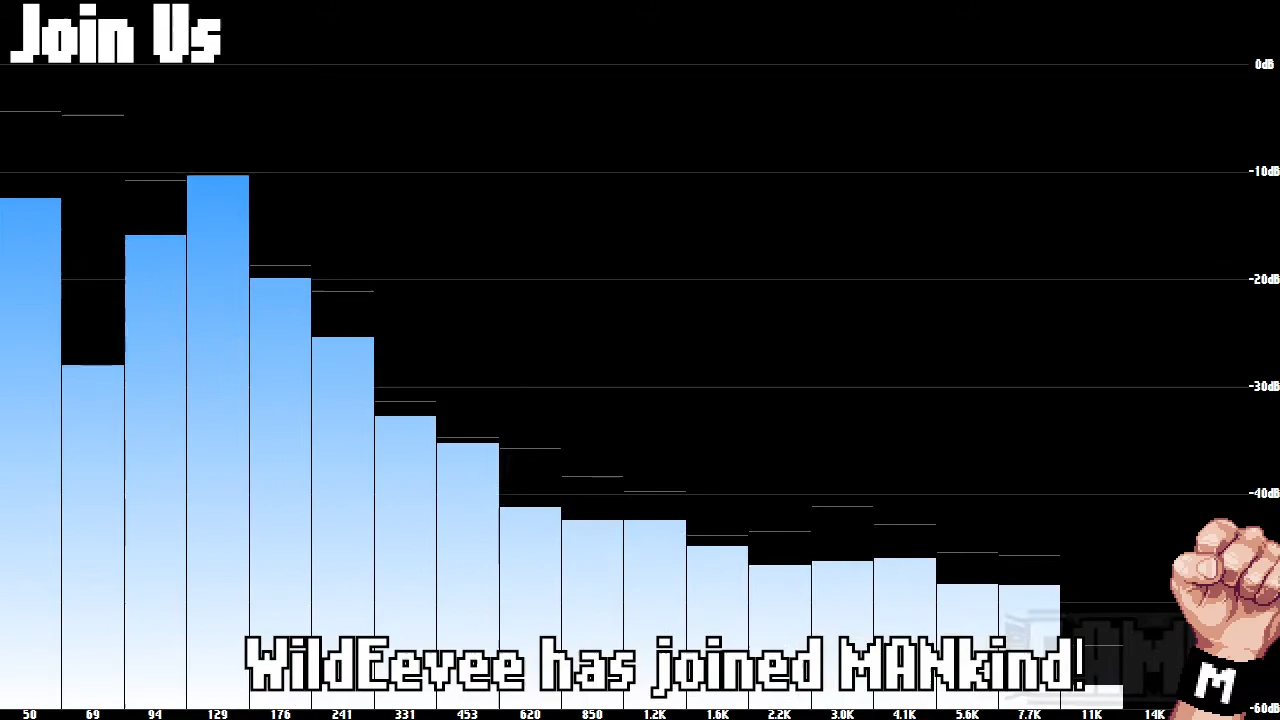 Join Us
0dB
-10dB
-20dB
-30dB
-40dB
WildEevee has joined MANkind!
M
-60dB
50 69 94 129 176 241 331 453 620 850 1.2K 1.6K 2.2K 3.0K 4.1K 5.6K 7.7K 11K 14K